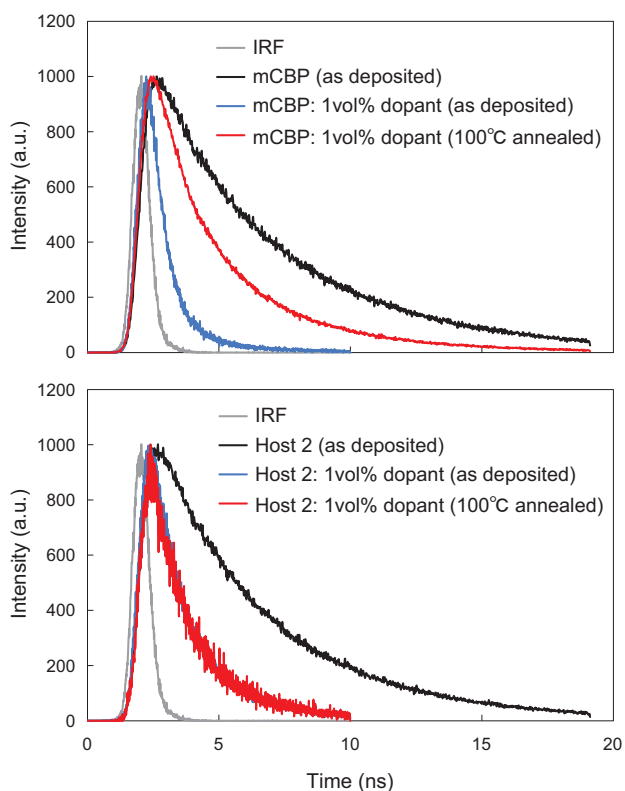 1200
1000
800
600
400
200
0
Intensity (a.u.)
IRF
mCBP (as deposited)
mCBP: 1vol% dopant (as deposited)
mCBP: 1vol% dopant (100℃ annealed)
1200
1000
800
600
400
200
0
Intensity (a.u.)
IRF
Host 2 (as deposited)
Host 2: 1vol% dopant (as deposited)
Host 2: 1vol% dopant (100℃ annealed)
0 5 10 15 20
Time (ns)